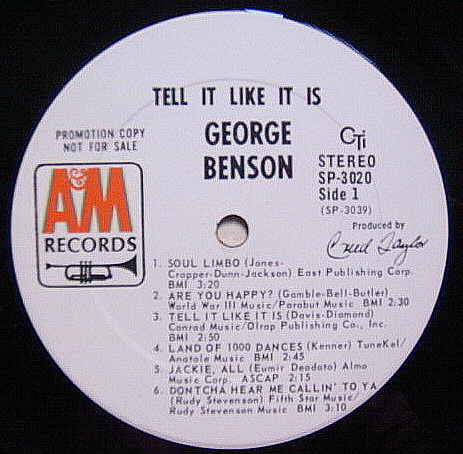 TELL IT LIKE IT IS
GEORGE
BENSON
PROMOTION COPY
NOT FOR SALE
CTi
STEREO
SP-3020
Side 1
(SP-3039)
A&M
RECORDS
Produced by
Creed Taylor
1. SOUL LIMBO (Jones-
Cropper-Dunn-Jackson) East Publishing Corp.
BMI 3:20
2. ARE YOU HAPPY? (Gamble-Bell-Butler)
World War III Music/Parabut Music BMI 2:30
3. TELL IT LIKE IT IS (Davis-Diamond)
Conrad Music/Olrap Publishing Co., Inc.
BMI 2:50
4. LAND OF 1000 DANCES (Kenner) TuneKel/
Anatole Music BMI 2:45
5. JACKIE, ALL (Eumir Deodato) Almo
Music Corp. ASCAP 2:15
6. DONTCHA HEAR ME CALLIN' TO YA
(Rudy Stevenson) Fifth Star Music/
Rudy Stevenson Music BMI 3:10